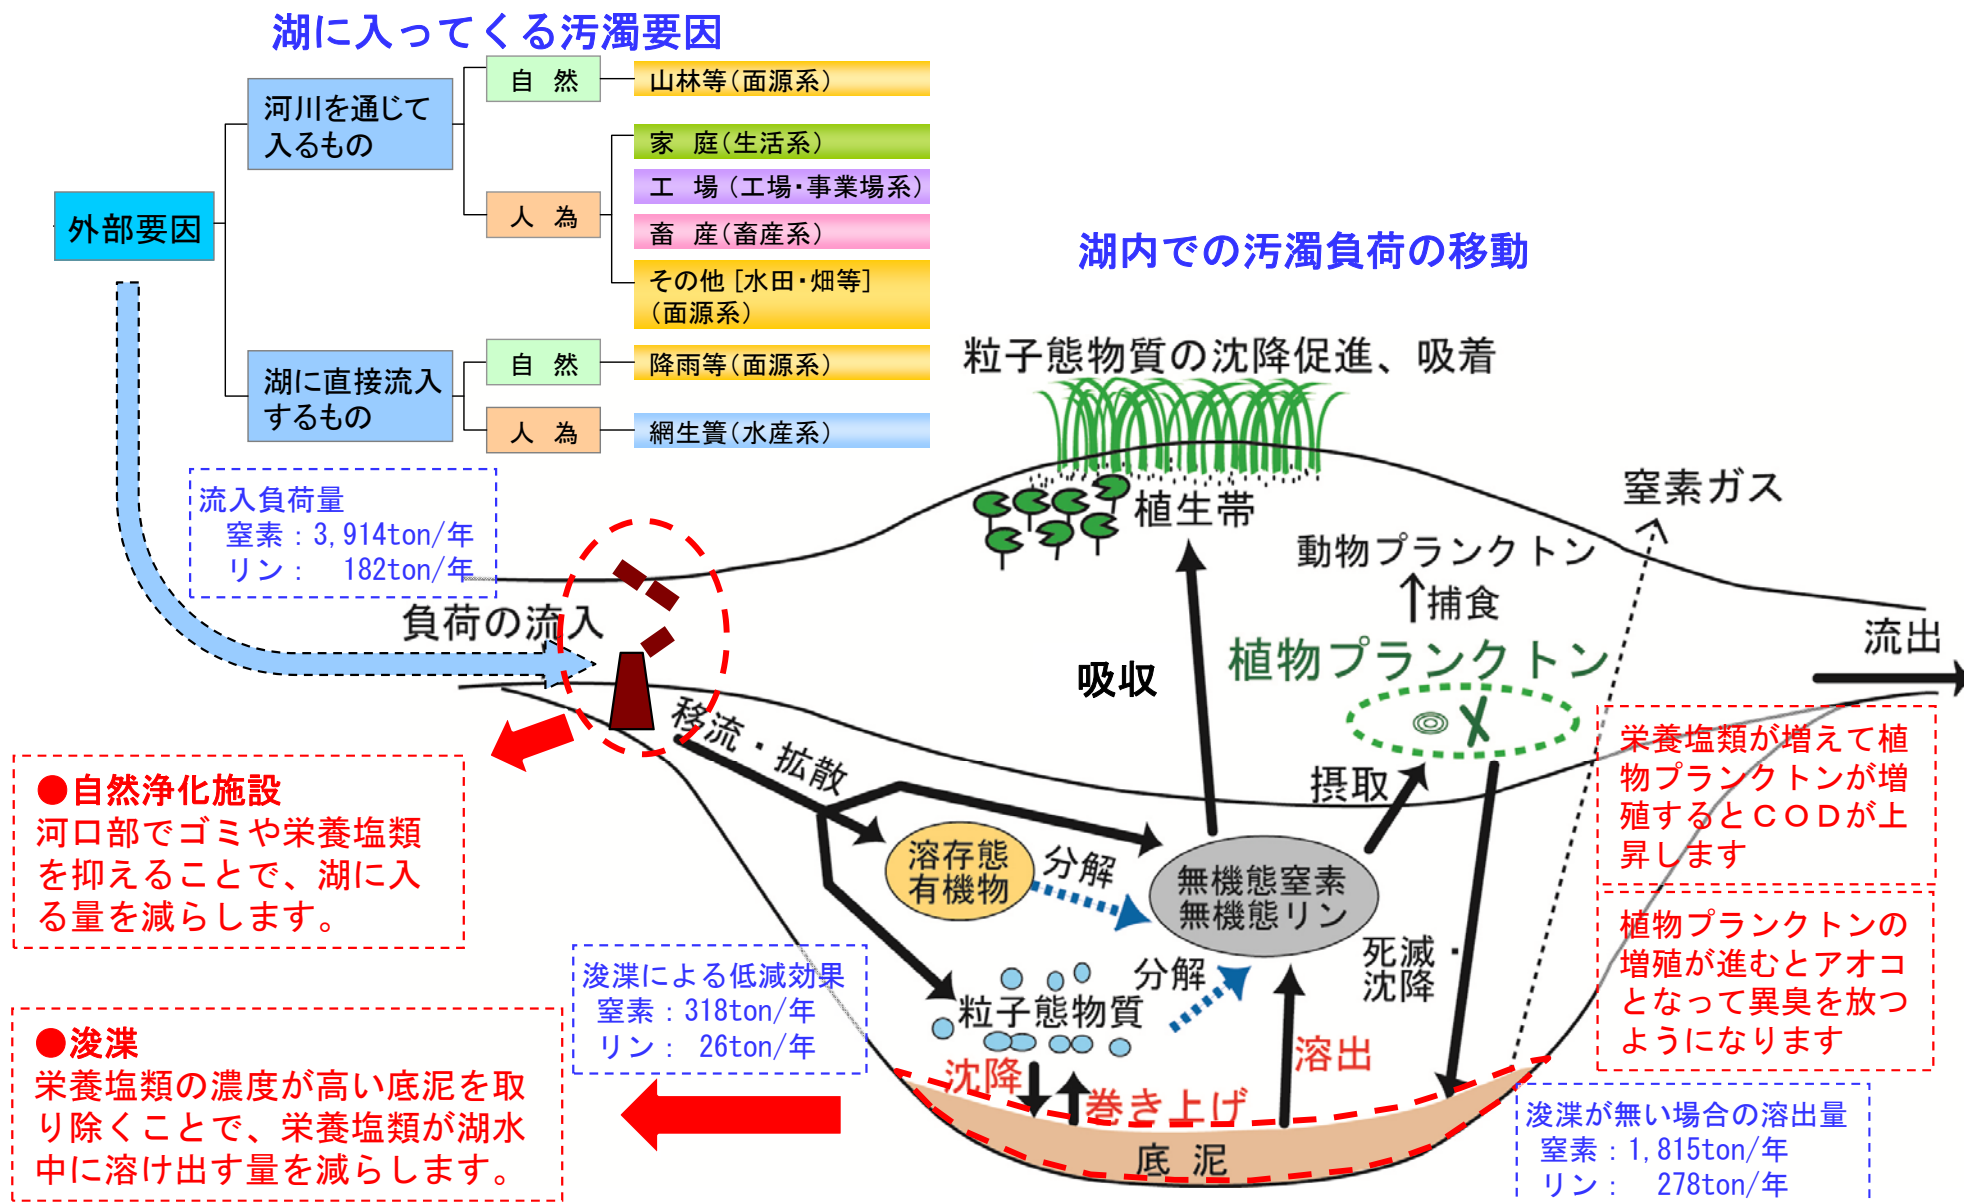 湖に入ってくる汚濁要因
外部要因
河川を通じて
入るもの
自 然
山林等(面源系)
人 為
家 庭(生活系)
工 場(工場・事業場系)
畜 産(畜産系)
その他[水田・畑等]
(面源系)
湖に直接流入
するもの
自 然
降雨等(面源系)
人 為
網生簀(水産系)
流入負荷量
窒素:3,914ton/年
リン: 182ton/年
負荷の流入
湖内での汚濁負荷の移動
粒子態物質の沈降促進、吸着
植生帯
窒素ガス
動物プランクトン
捕食
植物プランクトン
流出
吸収
移流・拡散
摂取
溶存態
有機物
分解
無機態窒素
無機態リン
死滅・
沈降
分解
粒子態物質
沈降
巻き上げ
溶出
底 泥
●自然浄化施設
河口部でゴミや栄養塩類
を抑えることで、湖に入
る量を減らします。
浚渫による低減効果
窒素:318ton/年
リン: 26ton/年
●浚渫
栄養塩類の濃度が高い底泥を取
り除くことで、栄養塩類が湖水
中に溶け出す量を減らします。
栄養塩類が増えて植
物プランクトンが増
殖するとCODが上
昇します
植物プランクトンの
増殖が進むとアオコ
となって異臭を放つ
ようになります
浚渫が無い場合の溶出量
窒素:1,815ton/年
リン: 278ton/年